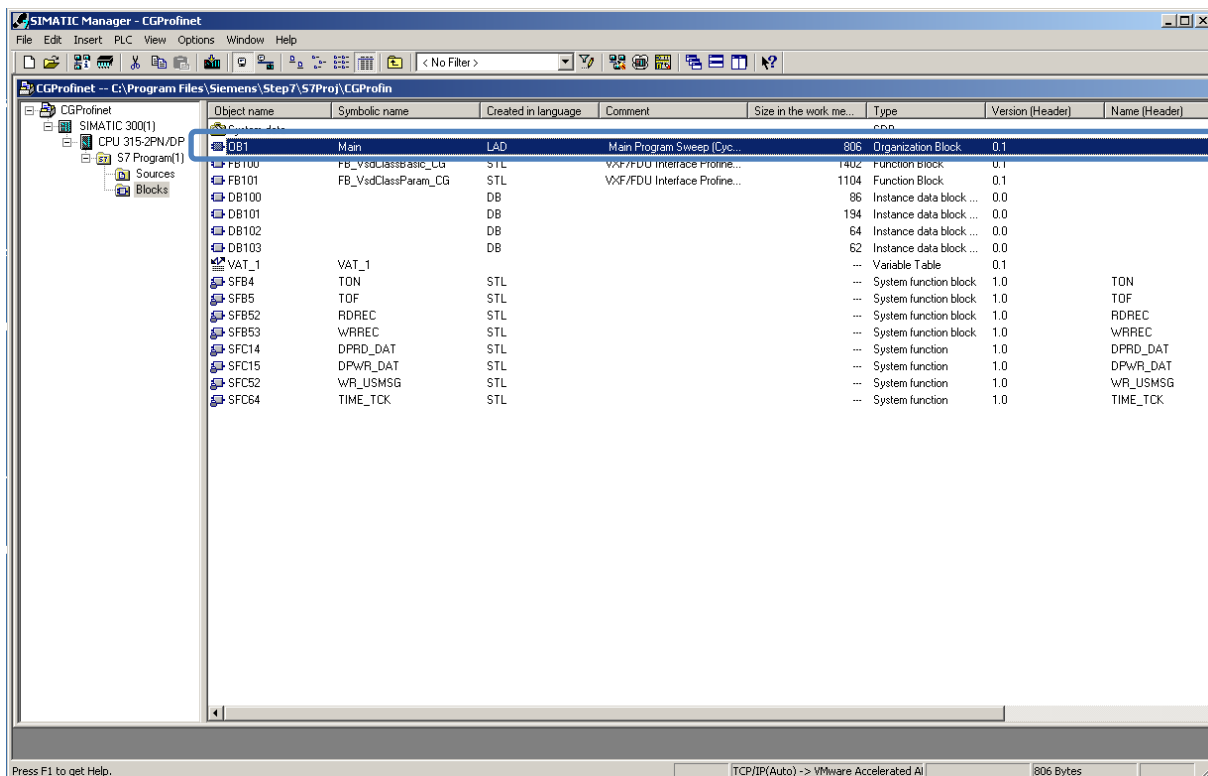 SIMATIC Manager - CGProfinet
File Edit Insert PLC View Options Window Help
< No Filter >
CGProfinet -- C:\Program Files\Siemens\Step7\S7Proj\CGProfin
CGProfinet
SIMATIC 300(1)
CPU 315-2PN/DP
S7 Program(1)
Sources
Blocks
Object name Symbolic name Created in language Comment Size in the work me... Type Version (Header) Name (Header)
System data SDB
OB1 Main LAD Main Program Sweep (Cyc... 806 Organization Block 0.1
FB100 FB_VsdClassBasic_CG STL VXF/FDU Interface Profine... 1402 Function Block 0.1
FB101 FB_VsdClassParam_CG STL VXF/FDU Interface Profine... 1104 Function Block 0.1
DB100 DB 86 Instance data block ... 0.0
DB101 DB 194 Instance data block ... 0.0
DB102 DB 64 Instance data block ... 0.0
DB103 DB 62 Instance data block ... 0.0
VAT_1 VAT_1 --- Variable Table 0.1
SFB4 TON STL --- System function block 1.0 TON
SFB5 TOF STL --- System function block 1.0 TOF
SFB52 RDREC STL --- System function block 1.0 RDREC
SFB53 WRREC STL --- System function block 1.0 WRREC
SFC14 DPRD_DAT STL --- System function 1.0 DPRD_DAT
SFC15 DPWR_DAT STL --- System function 1.0 DPWR_DAT
SFC52 WR_USMSG STL --- System function 1.0 WR_USMSG
SFC64 TIME_TCK STL --- System function 1.0 TIME_TCK
Press F1 to get Help. TCP/IP(Auto) -> VMware Accelerated A 806 Bytes